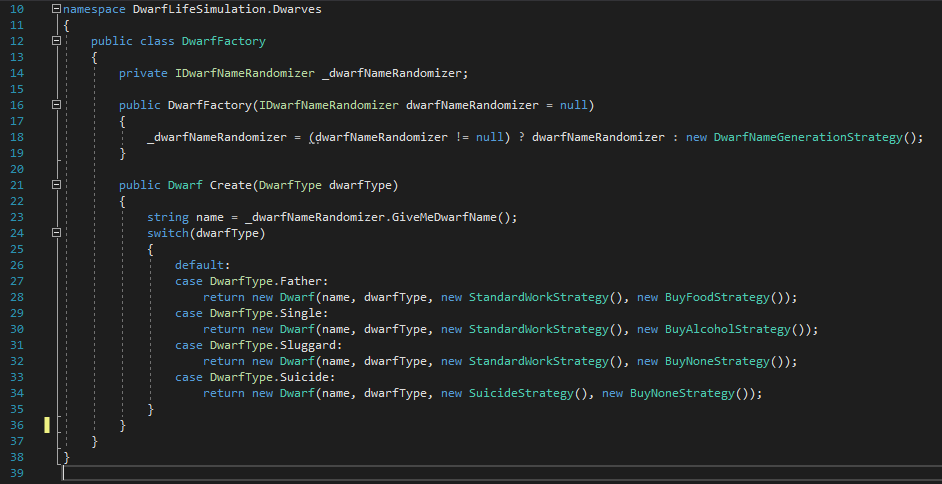 10 namespace DwarfLifeSimulation.Dwarves
11 {
12     public class DwarfFactory
13     {
14         private IDwarfNameRandomizer _dwarfNameRandomizer;
15
16         public DwarfFactory(IDwarfNameRandomizer dwarfNameRandomizer = null)
17         {
18             _dwarfNameRandomizer = (dwarfNameRandomizer != null) ? dwarfNameRandomizer : new DwarfNameGenerationStrategy();
19         }
20
21         public Dwarf Create(DwarfType dwarfType)
22         {
23             string name = _dwarfNameRandomizer.GiveMeDwarfName();
24             switch(dwarfType)
25             {
26                 default:
27                 case DwarfType.Father:
28                     return new Dwarf(name, dwarfType, new StandardWorkStrategy(), new BuyFoodStrategy());
29                 case DwarfType.Single:
30                     return new Dwarf(name, dwarfType, new StandardWorkStrategy(), new BuyAlcoholStrategy());
31                 case DwarfType.Sluggard:
32                     return new Dwarf(name, dwarfType, new StandardWorkStrategy(), new BuyNoneStrategy());
33                 case DwarfType.Suicide:
34                     return new Dwarf(name, dwarfType, new SuicideStrategy(), new BuyNoneStrategy());
35             }
36         }
37     }
38 }
39